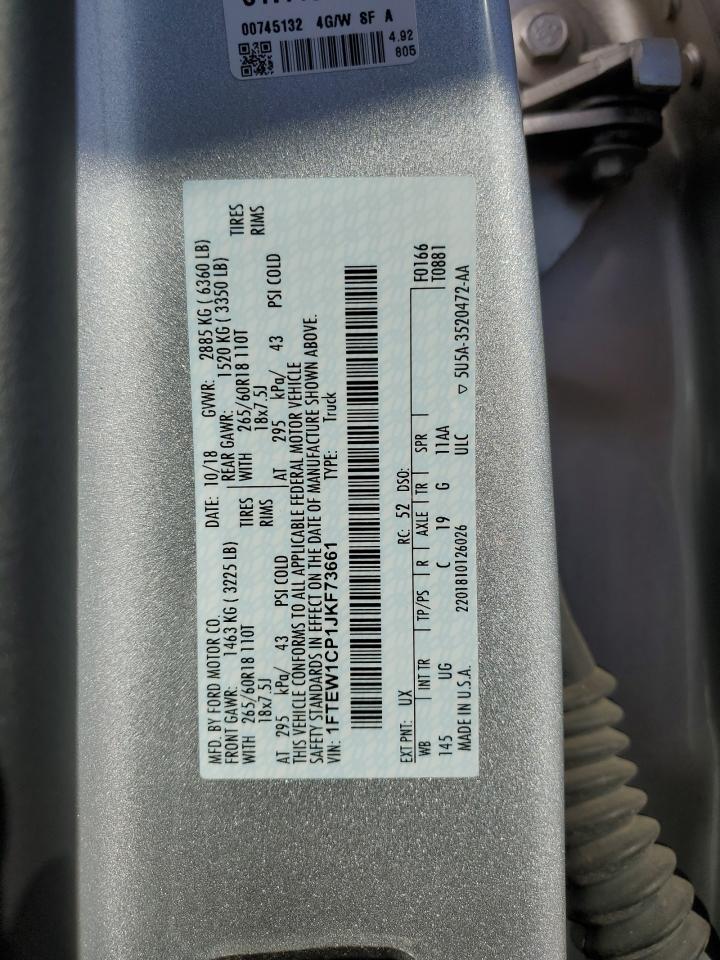 00745132 4G/W SF A
4.92
805
MFD. BY FORD MOTOR CO. DATE: 10/18 GVWR: 2885 KG ( 6360 LB)
FRONT GAWR: 1463 KG ( 3225 LB) REAR GAWR: 1520 KG ( 3350 LB)
WITH 265/60R18 110T TIRES WITH 265/60R18 110T TIRES
18x7.5J RIMS 18x7.5J RIMS
AT 295 kPa/ 43 PSI COLD AT 295 kPa/ 43 PSI COLD
THIS VEHICLE CONFORMS TO ALL APPLICABLE FEDERAL MOTOR VEHICLE
SAFETY STANDARDS IN EFFECT ON THE DATE OF MANUFACTURE SHOWN ABOVE.
VIN: 1FTEW1CP1JKF73661 TYPE: Truck
EXT PNT: UX RC: 52 DSO: F0166
WB INT TR TP/PS R AXLE TR SPR T0881
145 UG C 19 G 11AA
MADE IN U.S.A. 2201810126026 ULC ▽ 5U5A-3520472-AA